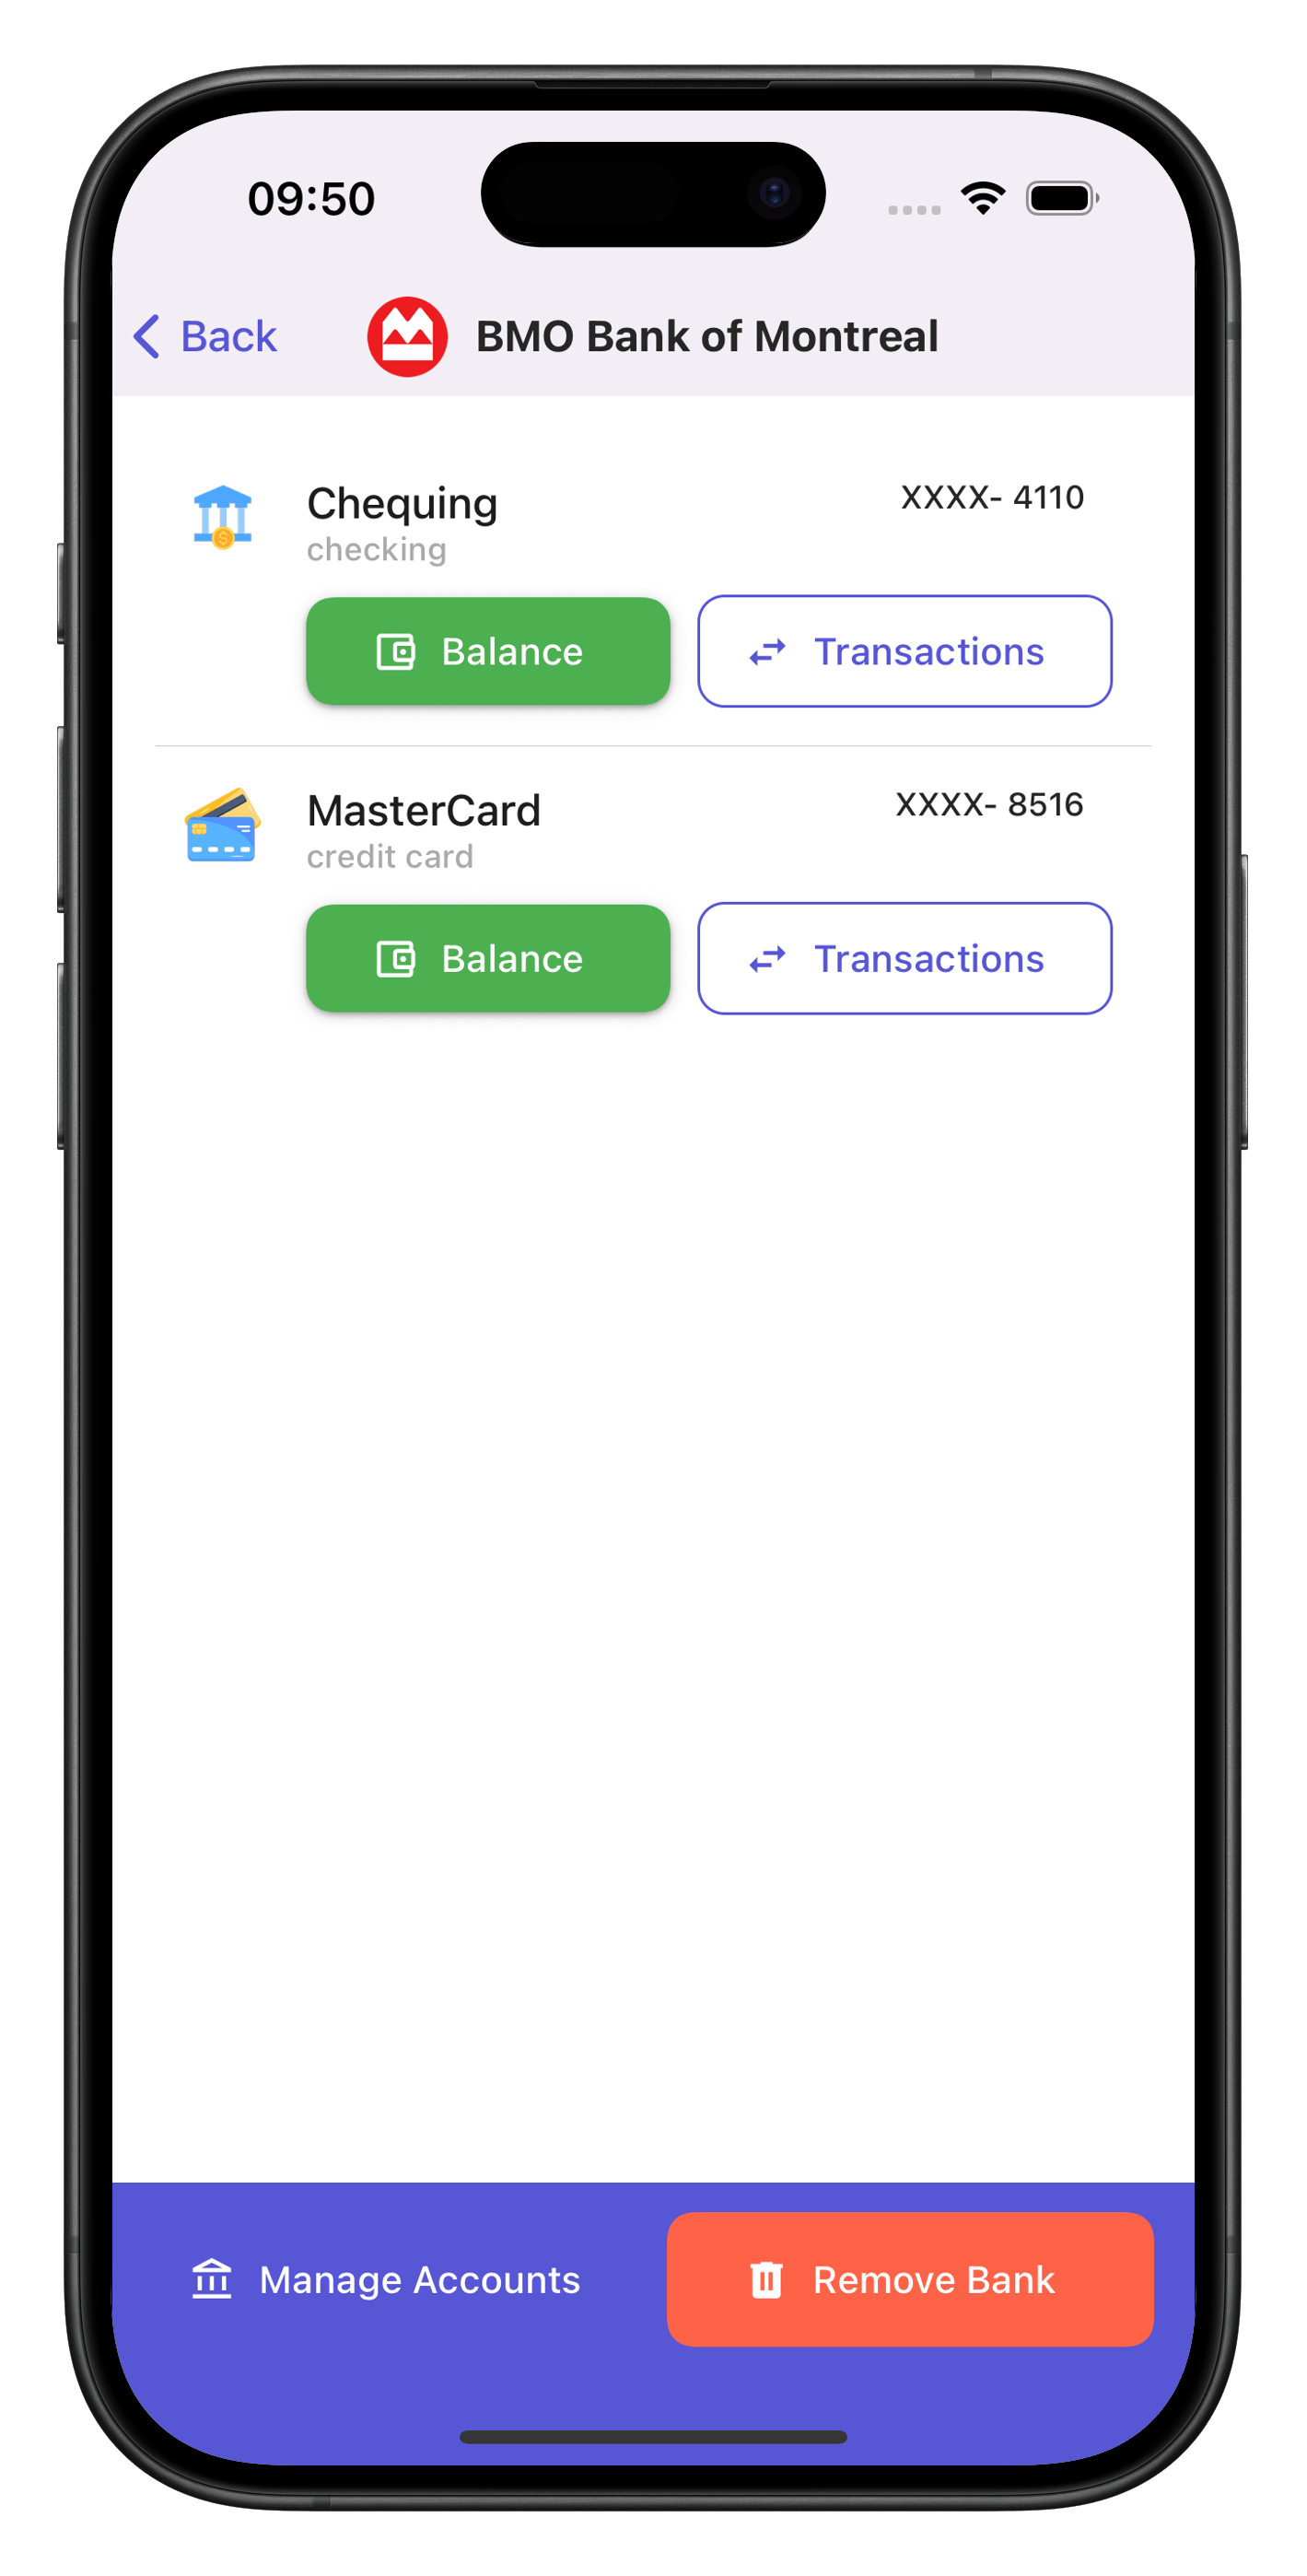 09:50
Back BMO Bank of Montreal
Chequing XXXX- 4110
checking
Balance Transactions
MasterCard XXXX- 8516
credit card
Balance Transactions
Manage Accounts Remove Bank